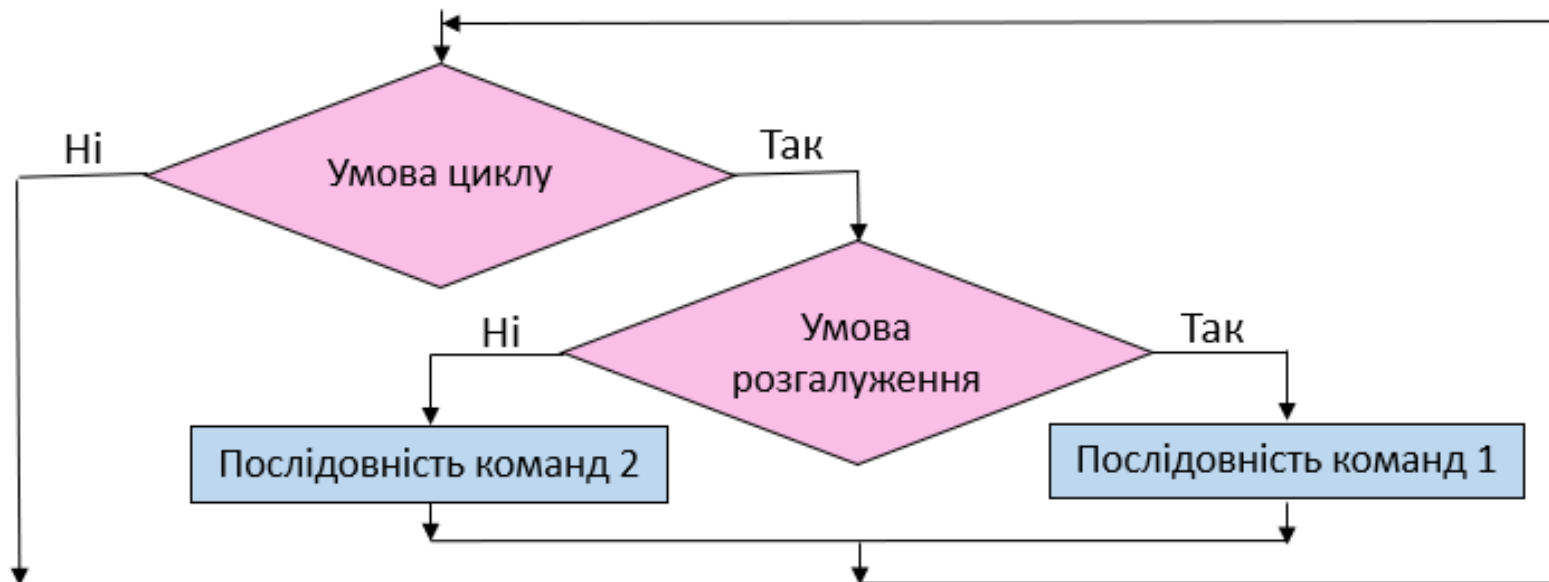 Ні
Так
Умова циклу
Ні
Умова
розгалуження
Так
Послідовність команд 2
Послідовність команд 1